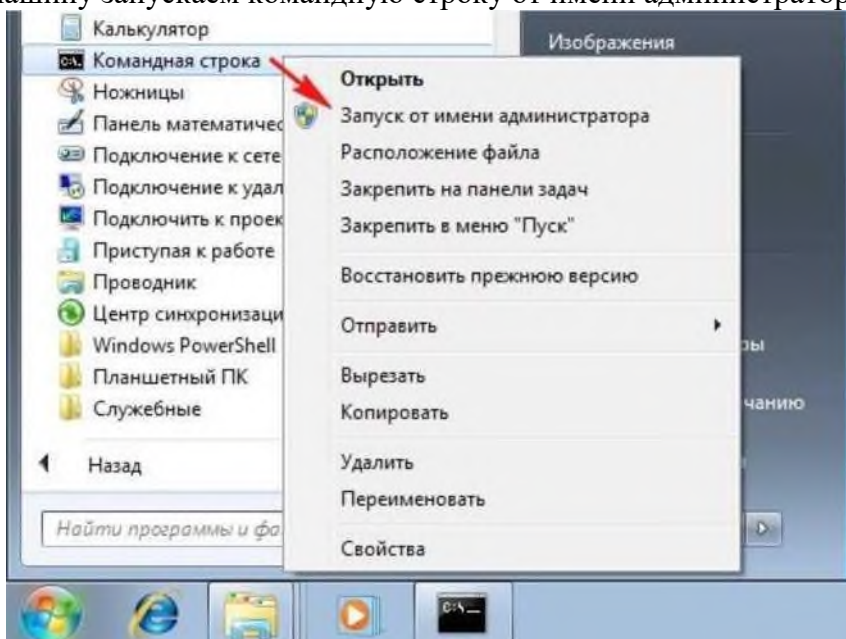 запускаем командную строку от имени
Калькулятор
Командная строка
Ножницы
Панель математичес
Подключение к сете
Подключение к удал
Подключить к проек
Приступая к работе
Проводник
Центр синхронизаци
Windows PowerShell
Планшетный ПК
Служебные
Назад
Найти программы и фа
Изображения
Открыть
Запуск от имени администратора
Расположение файла
Закрепить на панели задач
Закрепить в меню "Пуск"
Восстановить прежнюю версию
Отправить
Вырезать
Копировать
Удалить
Переименовать
Свойства
ры
чанию
C:\